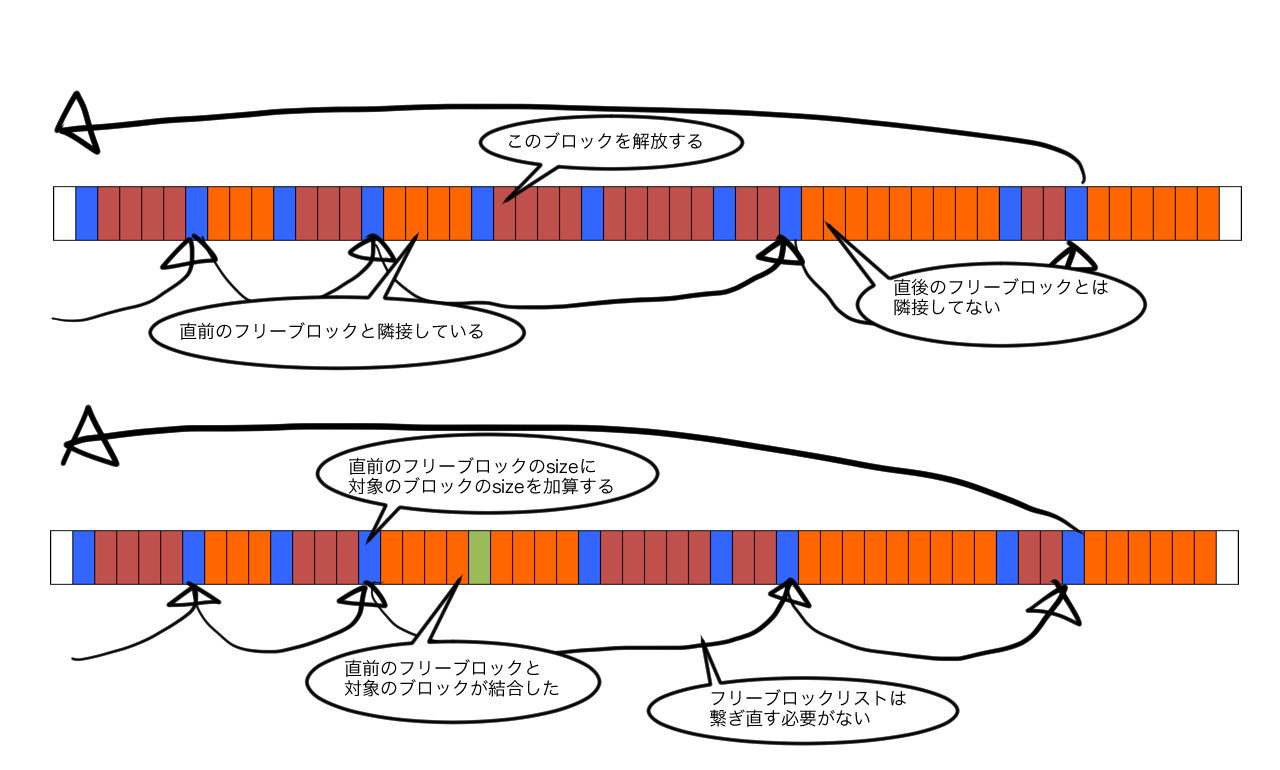 このブロックを解放する
直後のフリーブロックとは
隣接してない
直前のフリーブロックと隣接している
直前のフリーブロックのsizeに
対象のブロックのsizeを加算する
直前のフリーブロックと
対象のブロックが結合した
フリーブロックリストは
繋ぎ直す必要がない